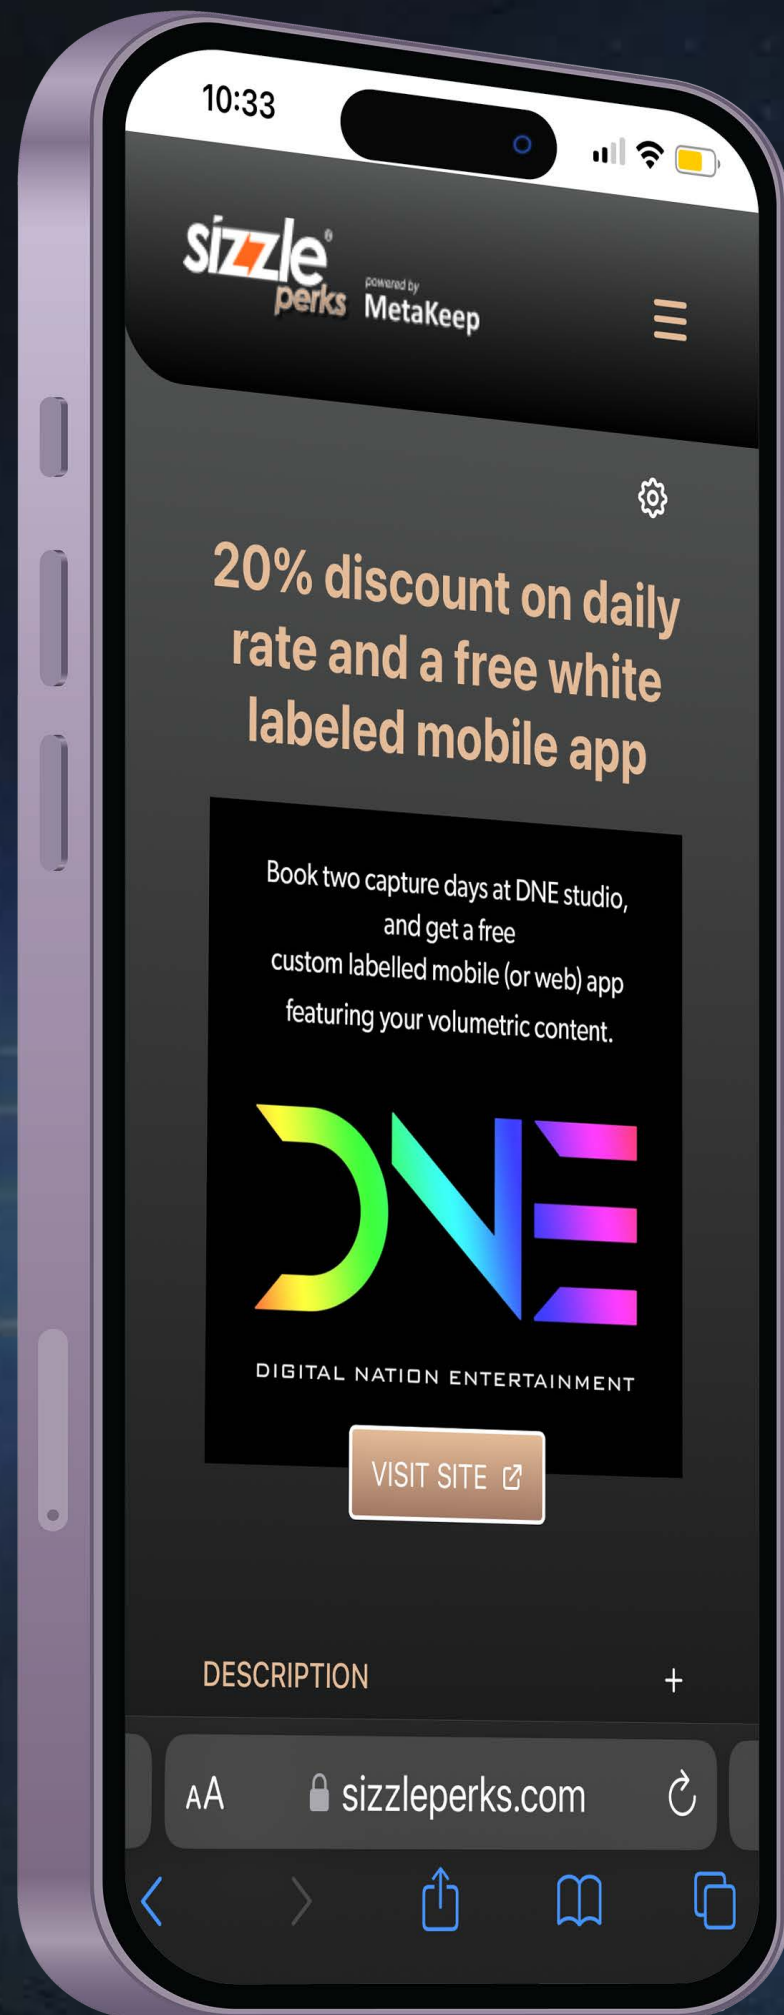 10:33
sizzle®
perks
powered by
MetaKeep
20% discount on daily
rate and a free white
labeled mobile app
Book two capture days at DNE studio,
and get a free
custom labelled mobile (or web) app
featuring your volumetric content.
DNE
DIGITAL NATION ENTERTAINMENT
VISIT SITE
DESCRIPTION +
AA sizzleperks.com